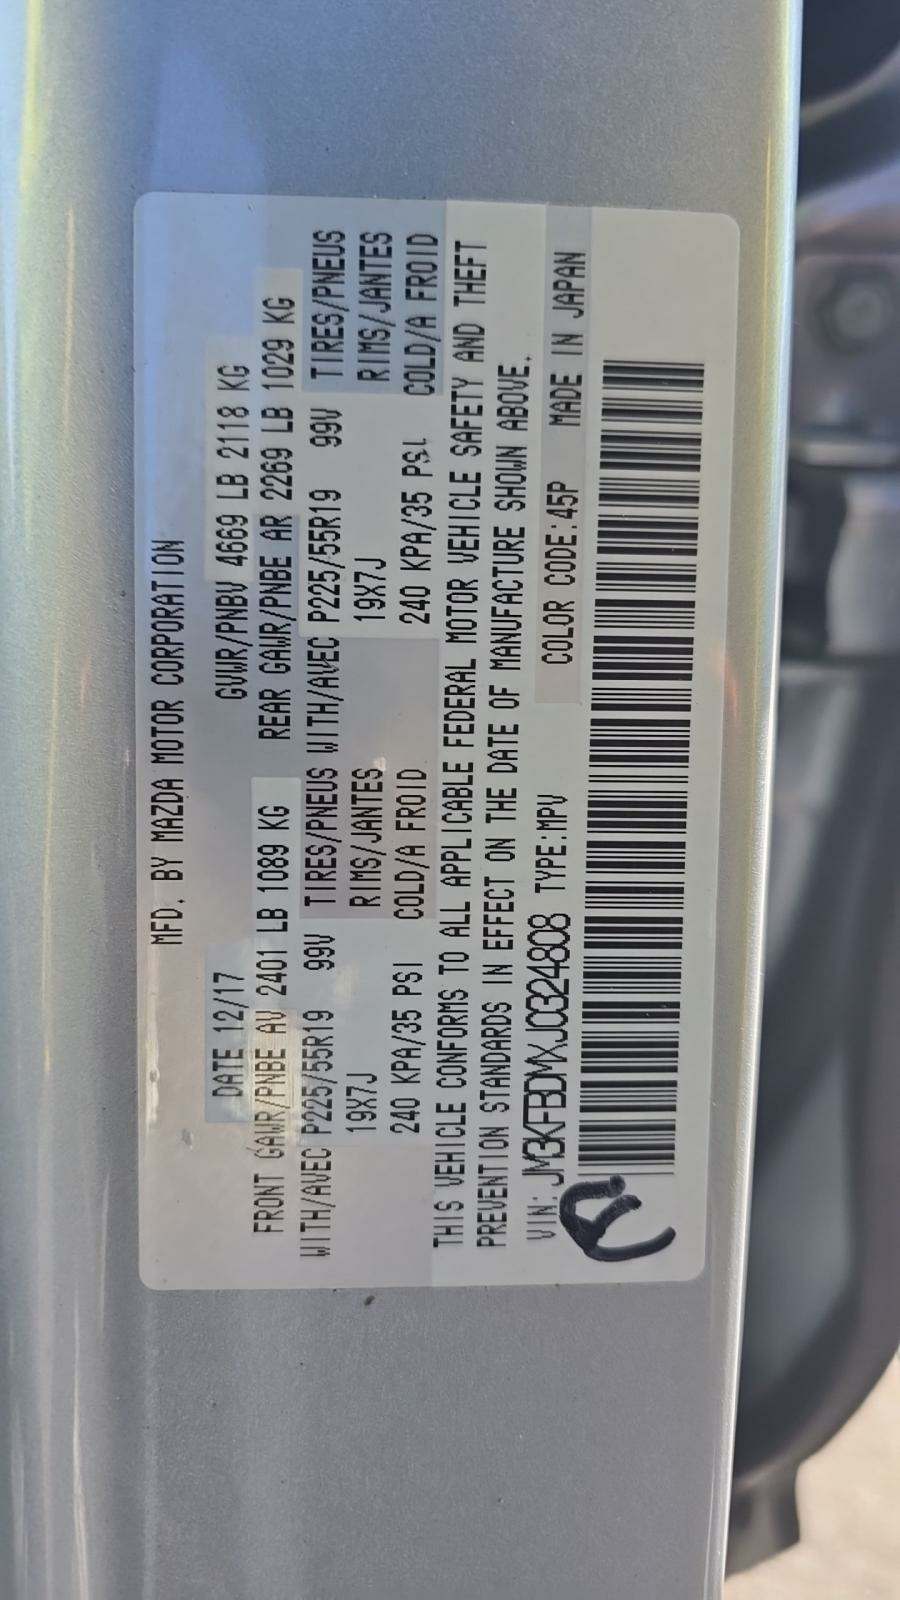 MFD. BY MAZDA MOTOR CORPORATION
DATE 12/17 GVWR/PNBV 4669 LB 2118 KG
FRONT GAWR/PNBE AV 2401 LB 1089 KG REAR GAWR/PNBE AR 2269 LB 1029 KG
WITH/AVEC P225/55R19 99V TIRES/PNEUS WITH/AVEC P225/55R19 99V TIRES/PNEUS
19X7J RIMS/JANTES 19X7J RIMS/JANTES
240 KPA/35 PSI COLD/A FROID 240 KPA/35 PSI COLD/A FROID
THIS VEHICLE CONFORMS TO ALL APPLICABLE FEDERAL MOTOR VEHICLE SAFETY AND THEFT
PREVENTION STANDARDS IN EFFECT ON THE DATE OF MANUFACTURE SHOWN ABOVE.
VIN: JM3KFBDMXJ0324808 TYPE:MPV COLOR CODE:45P MADE IN JAPAN